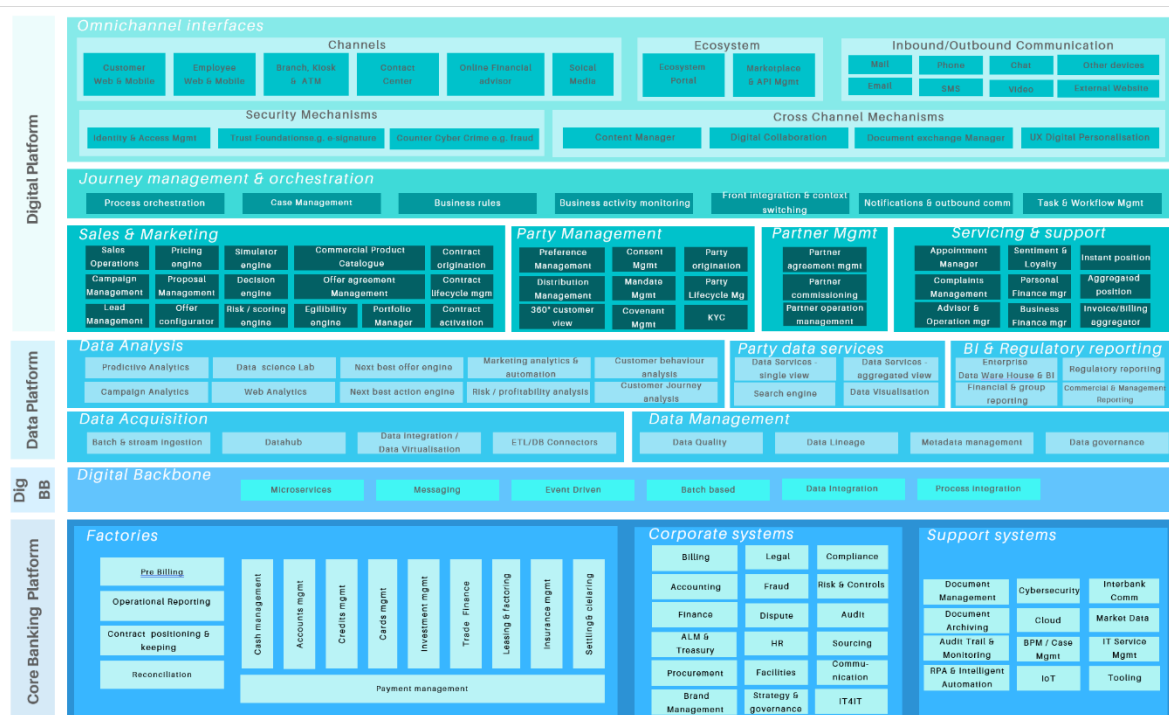 Digital Platform
Omnichannel interfaces
Channels
Customer
Web & Mobile
Employee
Web & Mobile
Branch, Kiosk
& ATM
Contact
Center
Online Financial
advisor
Soical
Media
Ecosystem
Ecosystem
Portal
Marketplace
& API Mgmt
Inbound/Outbound Communication
Mail
Phone
Chat
Other devices
Email
SMS
Video
External Website
Security Mechanisms
Identity & Access Mgmt
Trust Foundationse.g. e-signature
Counter Cyber Crime e.g. fraud.
Cross Channel Mechanisms
Content Manager
Digital Collaboration
Document exchange Manager
UX Digital Personalisation
Journey management & orchestration
Process orchestration
Case Management
Business rules
Business activity monitoring
Front integration & context
switching
Notifications & outbound comm
Task & Workflow Mgmt
Sales & Marketing
Sales
Operations
Pricing
engine
Simulator
engine
Commercial Product
Catalogue
Contract
origination
Campaign
Management
Proposal
Management
Decision
engine
Offer agreement
Management
Contract
lifecycle mgm
Lead
Management
Offer
configurator
Risk / scoring
engine
Egilibility
engine
Portfolio
Manager
Contract
activation
Party Management
Preference
Management
Consent
Mgmt
Party
origination
Distribution
Management
Mandate
Mgmt
Party
Lifecycle Mg
360° customer
view
Covenant
Mgmt
KYC
Partner Mgmt
Partner
agreement mgmt
Partner
commissioning
Partner operation
management
Servicing & support
Appointment
Manager
Sentiment &
Loyality
Instant position
Complaints
Management
Personal
Finance mgr
Aggregated
position
Advisor &
Operation mgr
Business
Finance mgr
Invoice/Billing
aggregator
Data Platform
Data Analysis
Predicive Analytics
Data science Lab
Next best offer engine
Marketing analytics &
automation
Customer behaviour
analysis
Campaign Analytics
Web Analytics
Next best action engine
Risk / profitability analysis
Customer Journey
analysis
Party data services
Data Services -
single view
Data Services -
aggregated view
Search engine
Data Visualisation
BI & Regulatory reporting
Enterprise
Data Ware House & BI
Regulatory reporting
Financial & group
reporting
Commercial & Management
Reporting
Data Acquisition
Batch & stream ingestion
Datahub
Data integration /
Data Virtualisation
ETL/DB Connectors
Data Management
Data Quality
Data Lineage
Metadata management
Data governance
Dig
BB
Digital Backbone
Microservices
Messaging
Event Driven
Batch based
Data Integration
Process integration
Core Banking Platform
Factories
Pre Billing
Operational Reporting
Contract positioning &
keeping
Reconciliation
Cash management
Accounts mgmt
Credits mgmt
Cards mgmt
Investment mgmt
Trade Finance
Leasing & factoring
Insurance mgmt
Settling& clelaring
Payment management
Corporate systems
Billing
Legal
Compliance
Accounting
Fraud
Risk & Controls
Finance
Dispute
Audit
ALM &
Treasury
HR
Sourcing
Procurement
Facilities
Commu-
nication
Brand
Management
Strategy &
governance
IT4IT
Support systems
Document
Management
Cybersecurity
Interbank
Comm
Document
Archiving
Cloud
Market Data
Audit Trail &
Monitoring
BPM / Case
Mgmt
IT Service
Mgmt
RPA & Intelligent
Automation
IoT
Tooling